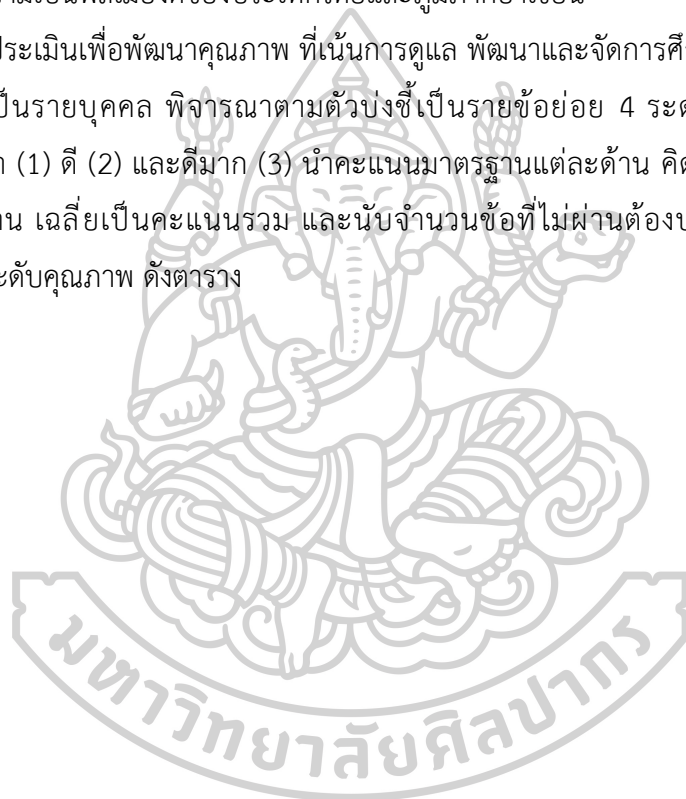 ประเมินเพื่อพัฒนาคุณภาพ ที่เน้นการดูแล พัฒนาและจัดการศึ
ป็นรายบุคคล พิจารณาตามตัวบ่งชี้เป็นรายข้อย่อย 4 ระด
(1) ดี (2) และดีมาก (3) นำคะแนนมาตรฐานแต่ละด้าน คิด
าน เฉลี่ยเป็นคะแนนรวม และนับจำนวนข้อที่ไม่ผ่านต้องป
ะดับคุณภาพ ดังตาราง
มหาวิทยาลัยศิลปากร